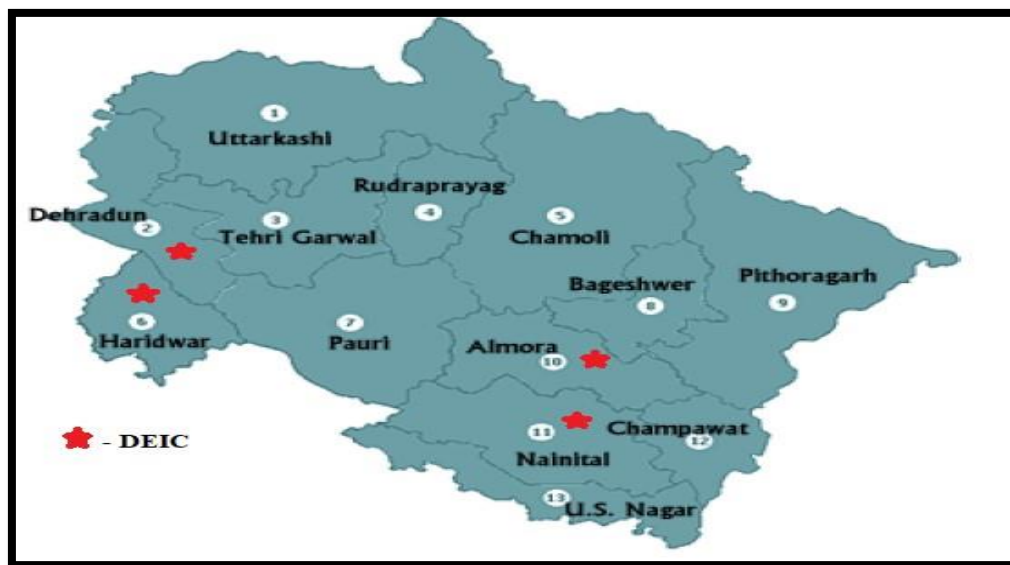 1
Uttarkashi
Rudraprayag
Dehradun
2
3
4
5
Tehri Garwal
Chamoli
Bageshwer
Pithoragarh
8
9
6
Haridwar
7
Pauri
Almora
10
- DEIC
11
Champawat
12
Nainital
13
U.S. Nagar